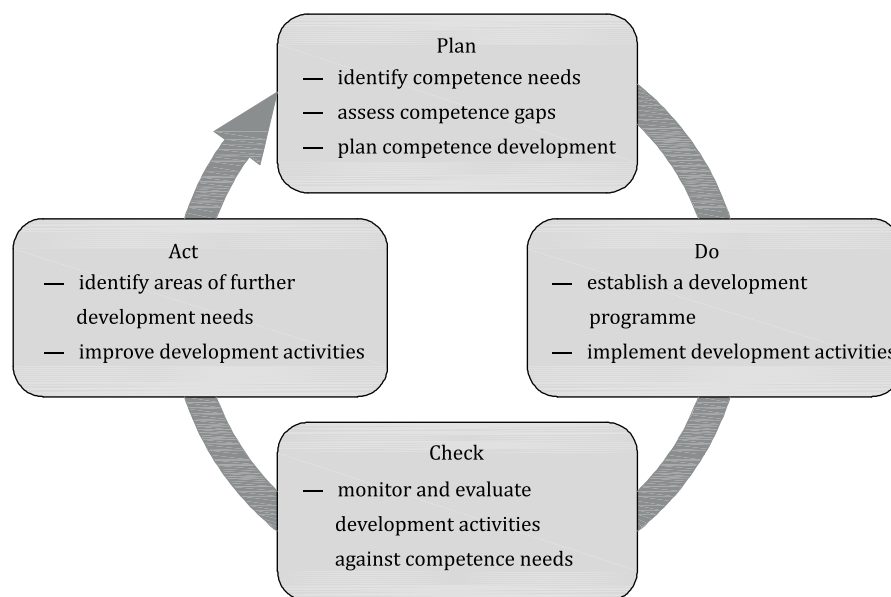 Plan
— identify competence needs
— assess competence gaps
— plan competence development
Act
— identify areas of further
development needs
— improve development activities
Do
— establish a development
programme
— implement development activities
Check
— monitor and evaluate
development activities
against competence needs